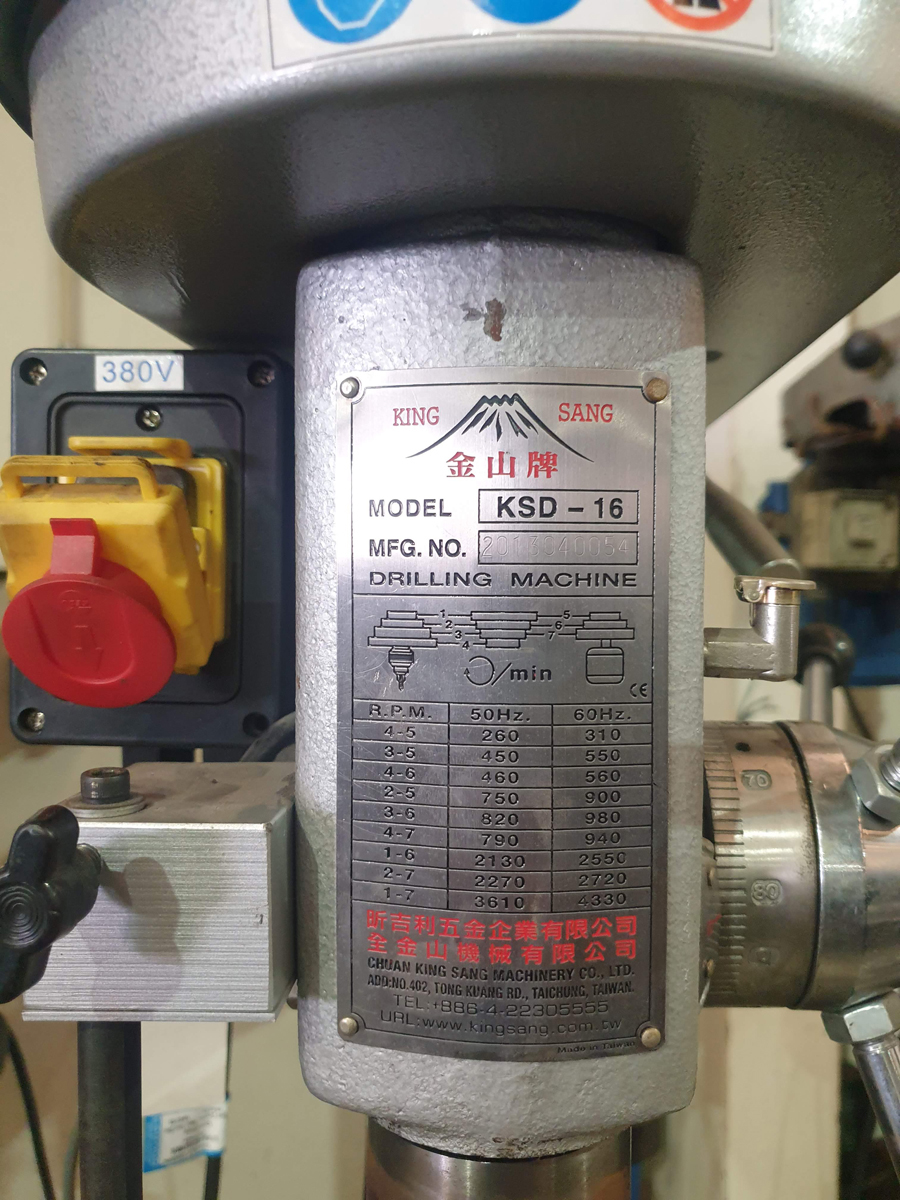 380V
KING SANG
金山牌
MODEL KSD-16
MFG. NO. 2013640054
DRILLING MACHINE
1 5
2 6
3 7
4
/min
CE
R.P.M. 50Hz. 60Hz.
4-5 260 310
3-5 450 550
4-6 460 560
2-5 750 900
3-6 820 980
4-7 790 940
1-6 2130 2550
2-7 2270 2720
1-7 3610 4330
昕吉利五金企業有限公司
全金山機械有限公司
CHUAN KING SANG MACHINERY CO., LTD.
ADD:NO.402, TONG KUANG RD., TAICHUNG, TAIWAN.
TEL:+886-4-22305555
URL:www.kingsang.com.tw
Made in Taiwan
70
80